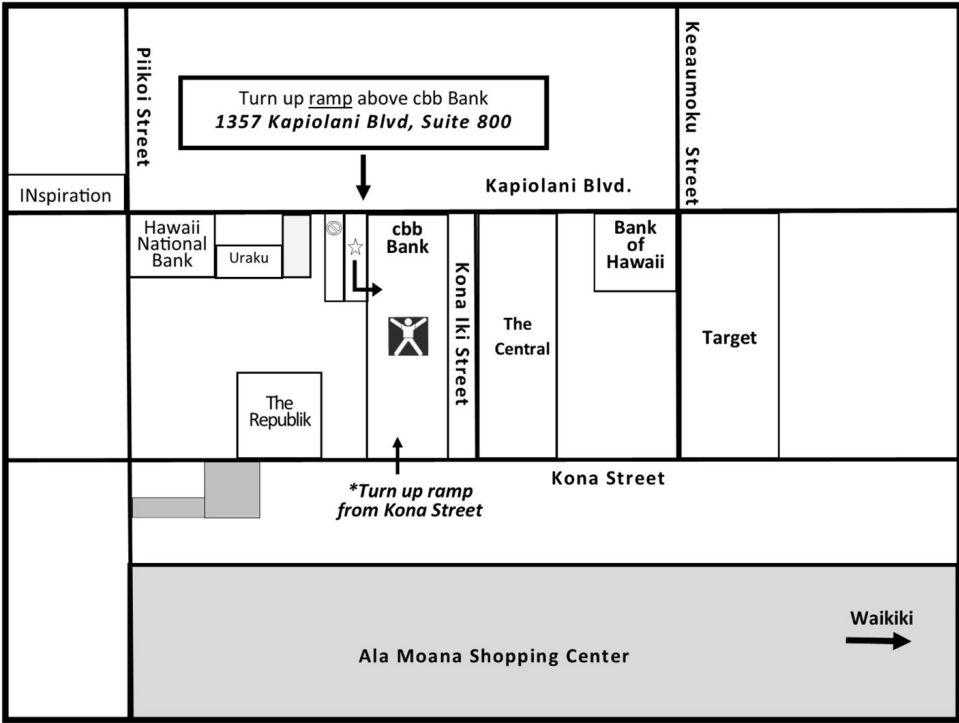 Piikoi Street
Keeaumoku Street
Turn up ramp above cbb Bank
1357 Kapiolani Blvd, Suite 800
Kapiolani Blvd.
INspiration
Hawaii
National
Bank
Uraku
cbb
Bank
Kona Iki Street
The
Central
Bank
of
Hawaii
Target
The
Republik
*Turn up ramp
from Kona Street
Kona Street
Waikiki
Ala Moana Shopping Center